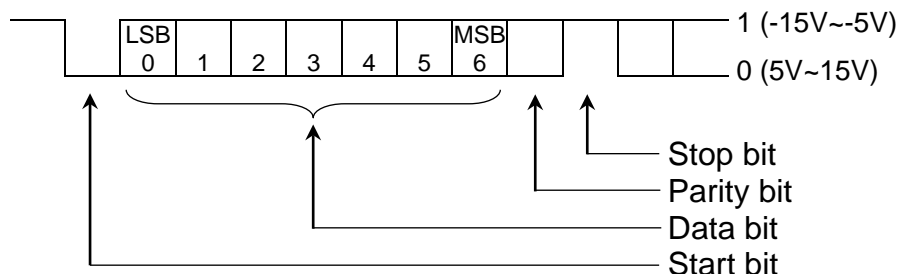 1 (-15V~-5V)
LSB MSB
0 1 2 3 4 5 6
0 (5V~15V)
Stop bit
Parity bit
Data bit
Start bit